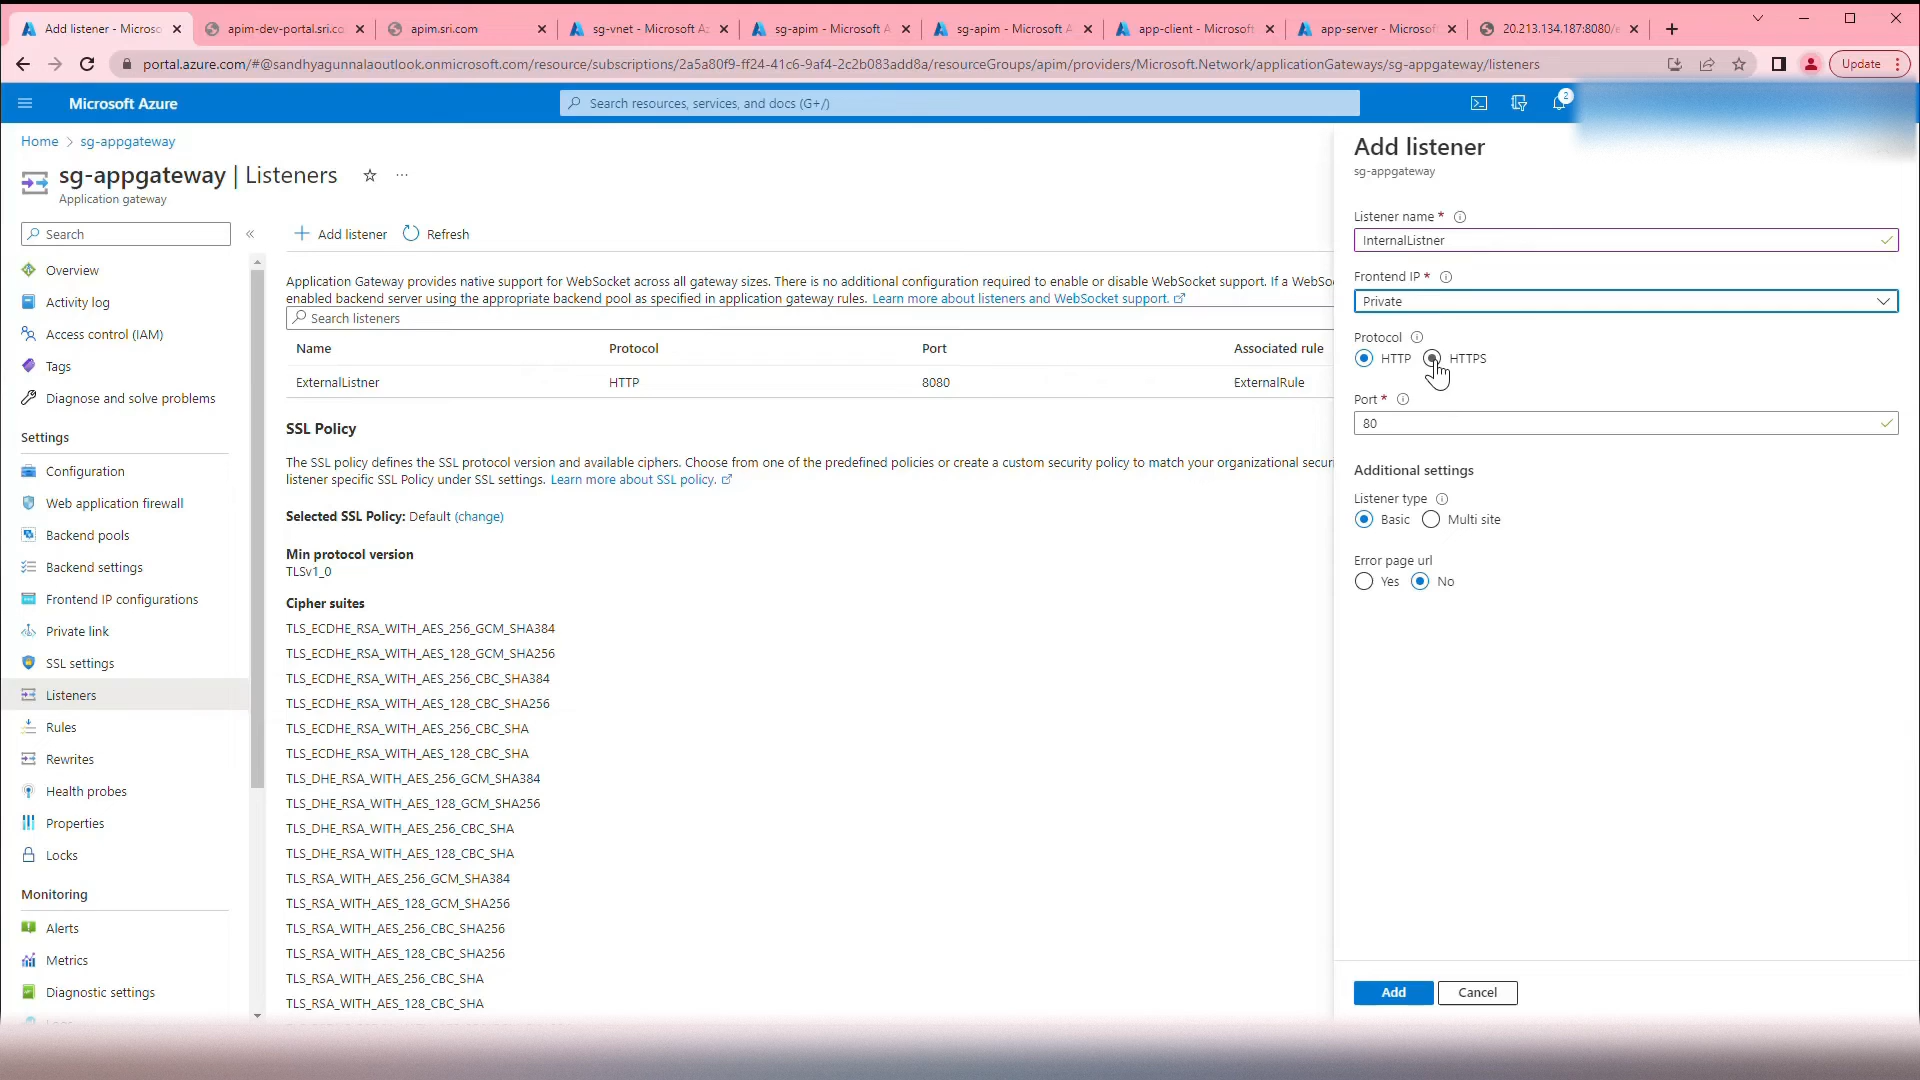 Add listener - Microso
apim-dev-portal.sri.co
apim.sri.com
sg-vnet - Microsoft A
sg-apim - Microsoft A
sg-apim - Microsoft A
app-client - Microsoft
app-server - Microsof
20.213.134.187:8080/
portal.azure.com/#@sandhyagunnalaoutlook.onmicrosoft.com/resource/subscriptions/2a5a80f9-ff24-41c6-9af4-2c2b083add8a/resourceGroups/apim/providers/Microsoft.Network/applicationGateways/sg-appgateway/listeners
Update
Microsoft Azure
Search resources, services, and docs (G+/)
2
Home > sg-appgateway
sg-appgateway | Listeners
Application gateway
Search
Overview
Activity log
Access control (IAM)
Tags
Diagnose and solve problems
Settings
Configuration
Web application firewall
Backend pools
Backend settings
Frontend IP configurations
Private link
SSL settings
Listeners
Rules
Rewrites
Health probes
Properties
Locks
Monitoring
Alerts
Metrics
Diagnostic settings
Add listener
Refresh
Application Gateway provides native support for WebSocket across all gateway sizes. There is no additional configuration required to enable or disable WebSocket support. If a WebSo
enabled backend server using the appropriate backend pool as specified in application gateway rules. Learn more about listeners and WebSocket support.
Search listeners
Name Protocol Port Associated rule
ExternalListner HTTP 8080 ExternalRule
SSL Policy
The SSL policy defines the SSL protocol version and available ciphers. Choose from one of the predefined policies or create a custom security policy to match your organizational securi
listener specific SSL Policy under SSL settings. Learn more about SSL policy.
Selected SSL Policy: Default (change)
Min protocol version
TLSv1_0
Cipher suites
TLS_ECDHE_RSA_WITH_AES_256_GCM_SHA384
TLS_ECDHE_RSA_WITH_AES_128_GCM_SHA256
TLS_ECDHE_RSA_WITH_AES_256_CBC_SHA384
TLS_ECDHE_RSA_WITH_AES_128_CBC_SHA256
TLS_ECDHE_RSA_WITH_AES_256_CBC_SHA
TLS_ECDHE_RSA_WITH_AES_128_CBC_SHA
TLS_DHE_RSA_WITH_AES_256_GCM_SHA384
TLS_DHE_RSA_WITH_AES_128_GCM_SHA256
TLS_DHE_RSA_WITH_AES_256_CBC_SHA
TLS_DHE_RSA_WITH_AES_128_CBC_SHA
TLS_RSA_WITH_AES_256_GCM_SHA384
TLS_RSA_WITH_AES_128_GCM_SHA256
TLS_RSA_WITH_AES_256_CBC_SHA256
TLS_RSA_WITH_AES_128_CBC_SHA256
TLS_RSA_WITH_AES_256_CBC_SHA
TLS_RSA_WITH_AES_128_CBC_SHA
Add listener
sg-appgateway
Listener name *
InternalListner
Frontend IP *
Private
Protocol
HTTP HTTPS
Port *
80
Additional settings
Listener type
Basic Multi site
Error page url
Yes No
Add
Cancel